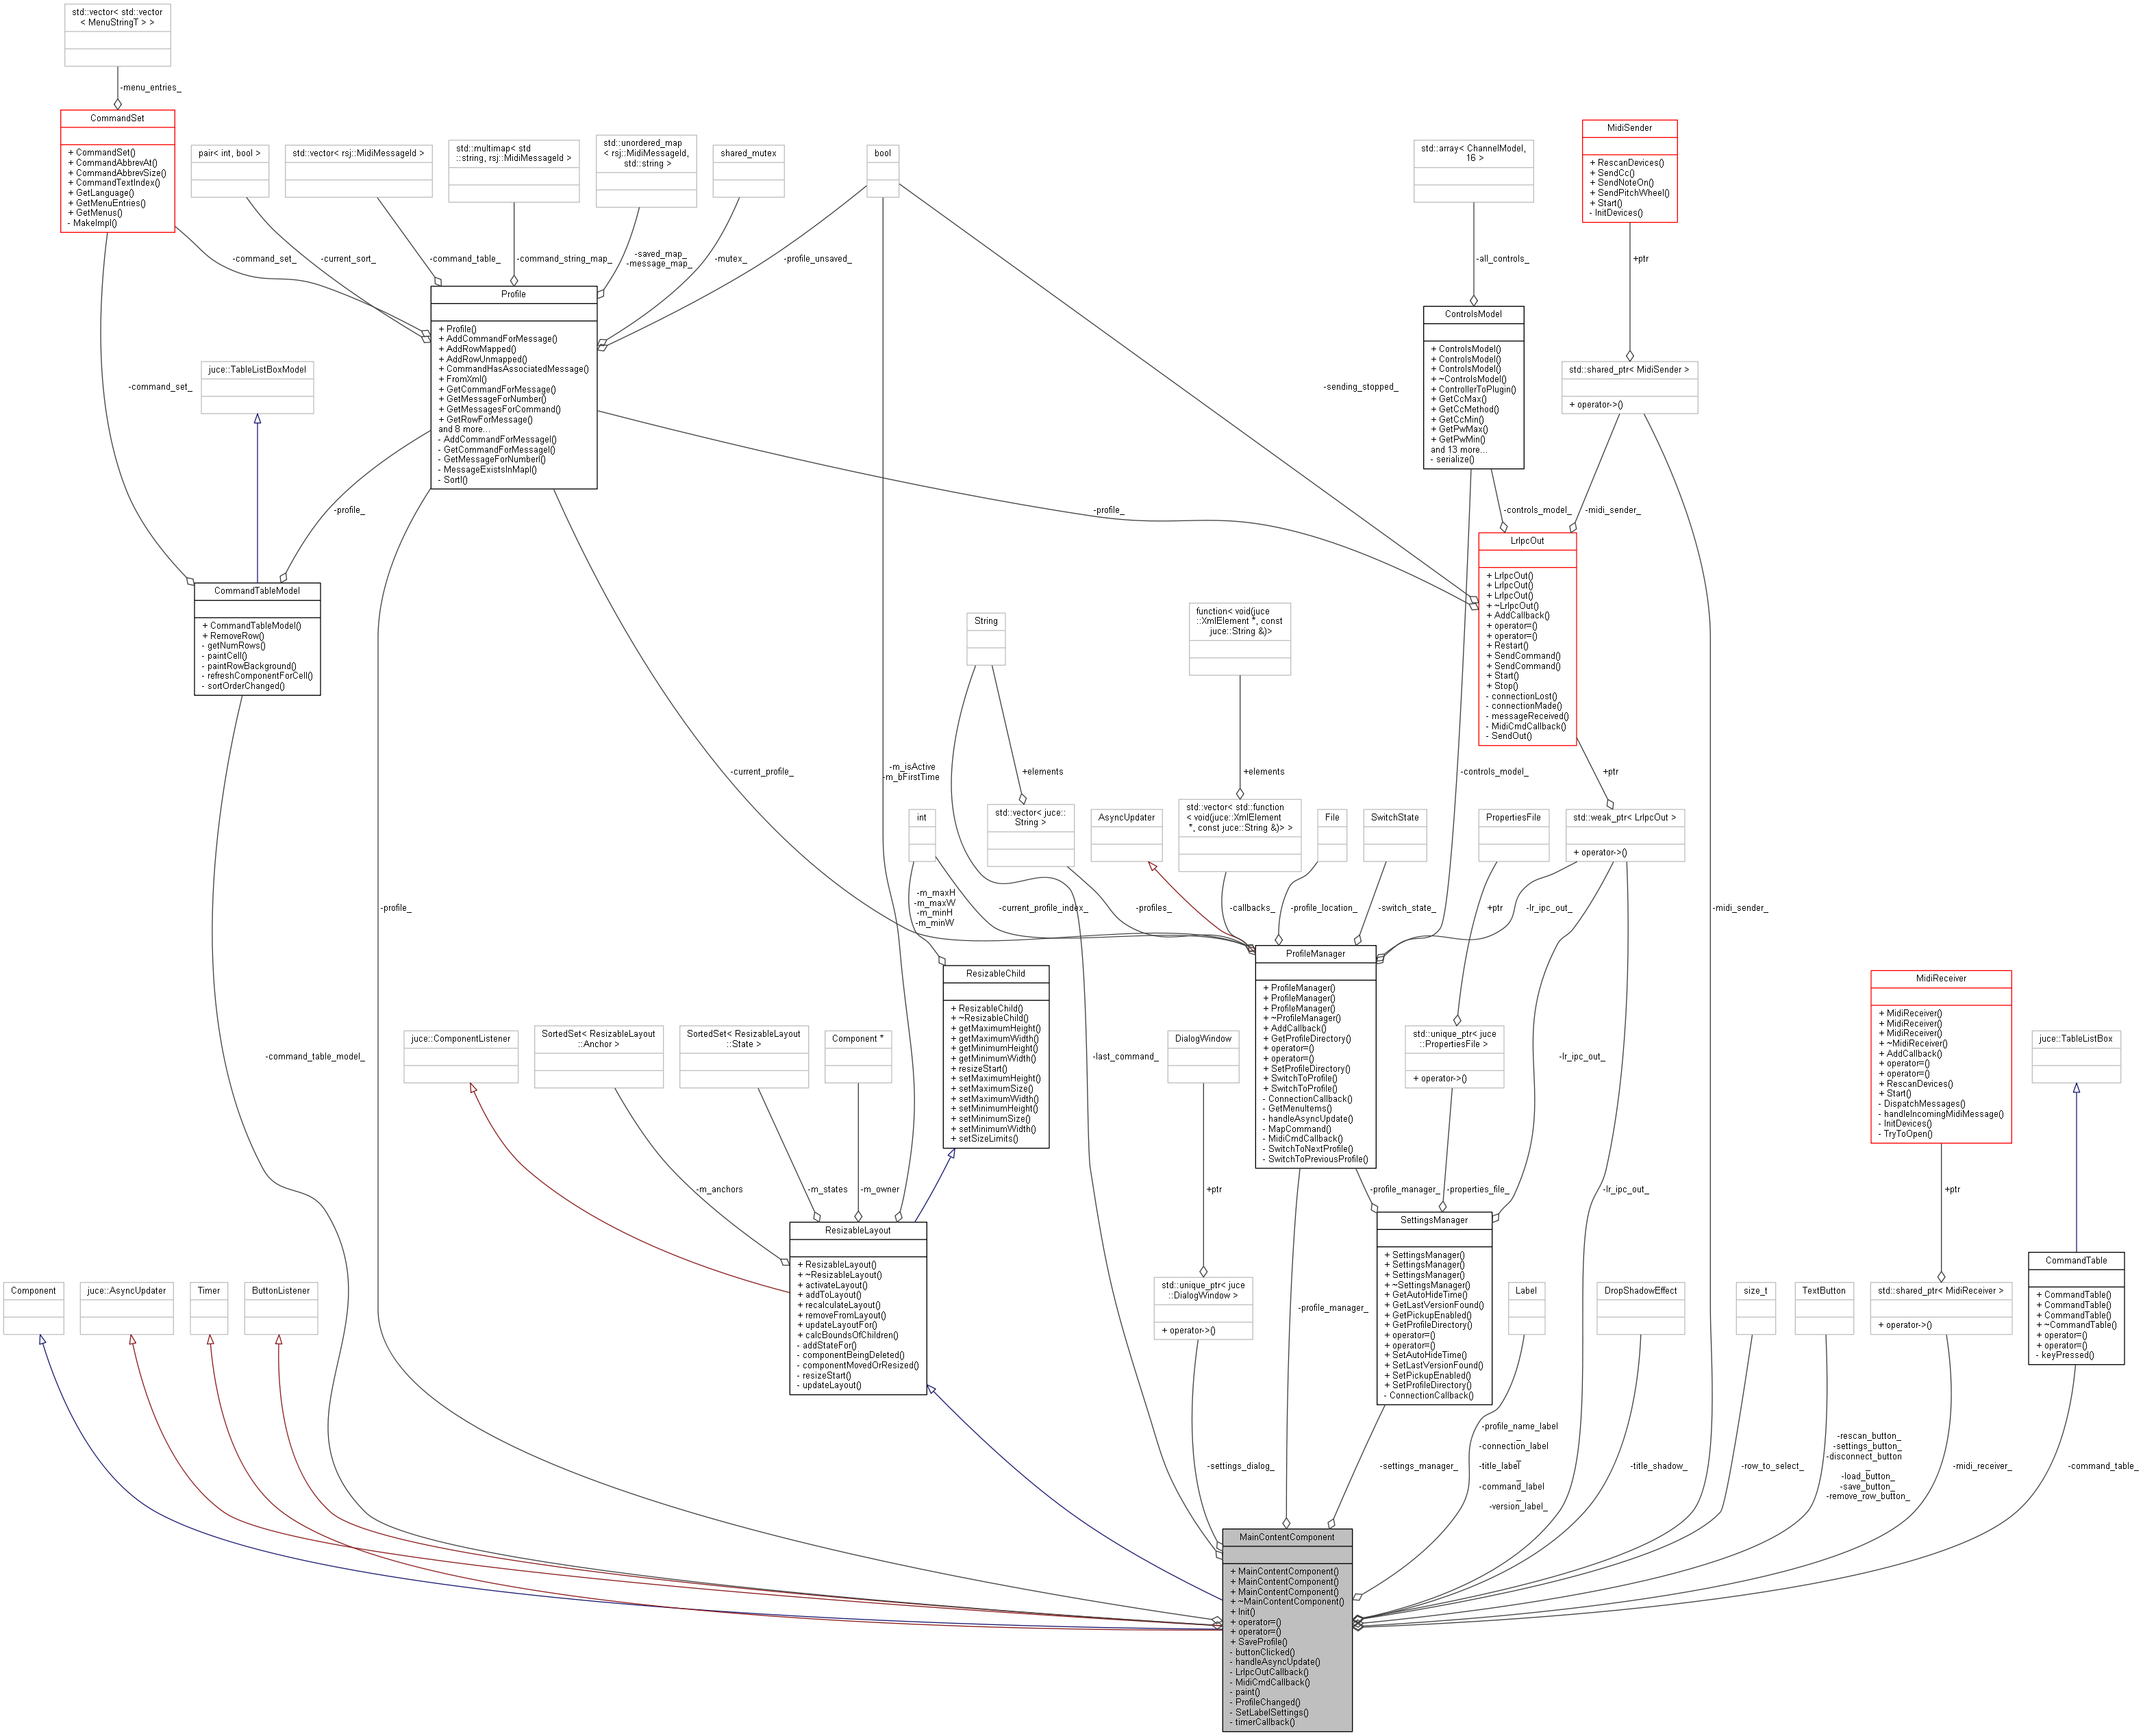 std::vector< std::vector
< MenuStringT > >
-menu_entries_
CommandSet
+ CommandSet()
+ CommandAbbrevAt()
+ CommandAbbrevSize()
+ CommandTextIndex()
+ GetLanguage()
+ GetMenuEntries()
+ GetMenus()
- MakeImpl()
pair< int, bool >
std::vector< rsj::MidiMessageId >
std::multimap< std
::string, rsj::MidiMessageId >
std::unordered_map
< rsj::MidiMessageId,
std::string >
shared_mutex
bool
std::array< ChannelModel,
16 >
MidiSender
+ RescanDevices()
+ SendCc()
+ SendNoteOn()
+ SendPitchWheel()
+ Start()
- InitDevices()
-command_set_
-current_sort_
-command_table_
-command_string_map_
-saved_map_
-message_map_
-mutex_
-profile_unsaved_
-all_controls_
+ptr
Profile
+ Profile()
+ AddCommandForMessage()
+ AddRowMapped()
+ AddRowUnmapped()
+ CommandHasAssociatedMessage()
+ FromXml()
+ GetCommandForMessage()
+ GetMessageForNumber()
+ GetMessagesForCommand()
+ GetRowForMessage()
and 8 more...
- AddCommandForMessageI()
- GetCommandForMessageI()
- GetMessageForNumberI()
- MessageExistsInMapI()
- SortI()
ControlsModel
+ ControlsModel()
+ ControlsModel()
+ ControlsModel()
+ ~ControlsModel()
+ ControllerToPlugin()
+ GetCcMax()
+ GetCcMethod()
+ GetCcMin()
+ GetPwMax()
+ GetPwMin()
and 13 more...
- serialize()
std::shared_ptr< MidiSender >
+ operator->()
-command_set_
juce::TableListBoxModel
-sending_stopped_
-profile_
-profile_
-controls_model_
-midi_sender_
LrIpcOut
+ LrIpcOut()
+ LrIpcOut()
+ LrIpcOut()
+ ~LrIpcOut()
+ AddCallback()
+ operator=()
+ operator=()
+ Restart()
+ SendCommand()
+ SendCommand()
+ Start()
+ Stop()
- connectionLost()
- connectionMade()
- messageReceived()
- MidiCmdCallback()
- SendOut()
CommandTableModel
+ CommandTableModel()
+ RemoveRow()
- getNumRows()
- paintCell()
- paintRowBackground()
- refreshComponentForCell()
- sortOrderChanged()
String
function< void(juce
::XmlElement *, const
juce::String &)>
-current_profile_
-m_isActive
-m_bFirstTime
+elements
+elements
-controls_model_
+ptr
int
std::vector< juce::
String >
AsyncUpdater
std::vector< std::function
< void(juce::XmlElement
*, const juce::String &)> >
File
SwitchState
PropertiesFile
std::weak_ptr< LrIpcOut >
+ operator->()
-profile_
-m_maxH
-m_maxW
-m_minH
-m_minW
-current_profile_index_
-profiles_
-callbacks_
-profile_location_
-switch_state_
+ptr
-lr_ipc_out_
-midi_sender_
ResizableChild
+ ResizableChild()
+ ~ResizableChild()
+ getMaximumHeight()
+ getMaximumWidth()
+ getMinimumHeight()
+ getMinimumWidth()
+ resizeStart()
+ setMaximumHeight()
+ setMaximumSize()
+ setMaximumWidth()
+ setMinimumHeight()
+ setMinimumSize()
+ setMinimumWidth()
+ setSizeLimits()
ProfileManager
+ ProfileManager()
+ ProfileManager()
+ ProfileManager()
+ ~ProfileManager()
+ AddCallback()
+ GetProfileDirectory()
+ operator=()
+ operator=()
+ SetProfileDirectory()
+ SwitchToProfile()
+ SwitchToProfile()
- ConnectionCallback()
- GetMenuItems()
- handleAsyncUpdate()
- MapCommand()
- MidiCmdCallback()
- SwitchToNextProfile()
- SwitchToPreviousProfile()
MidiReceiver
+ MidiReceiver()
+ MidiReceiver()
+ MidiReceiver()
+ ~MidiReceiver()
+ AddCallback()
+ operator=()
+ operator=()
+ RescanDevices()
+ Start()
- DispatchMessages()
- handleIncomingMidiMessage()
- InitDevices()
- TryToOpen()
-command_table_model_
juce::ComponentListener
SortedSet< ResizableLayout
::Anchor >
SortedSet< ResizableLayout
::State >
Component *
-last_command_
DialogWindow
std::unique_ptr< juce
::PropertiesFile >
+ operator->()
-lr_ipc_out_
juce::TableListBox
-m_anchors
-m_states
-m_owner
+ptr
-profile_manager_
-properties_file_
-lr_ipc_out_
+ptr
ResizableLayout
+ ResizableLayout()
+ ~ResizableLayout()
+ activateLayout()
+ addToLayout()
+ recalculateLayout()
+ removeFromLayout()
+ updateLayoutFor()
+ calcBoundsOfChildren()
- addStateFor()
- componentBeingDeleted()
- componentMovedOrResized()
- resizeStart()
- updateLayout()
SettingsManager
+ SettingsManager()
+ SettingsManager()
+ SettingsManager()
+ ~SettingsManager()
+ GetAutoHideTime()
+ GetLastVersionFound()
+ GetPickupEnabled()
+ GetProfileDirectory()
+ operator=()
+ operator=()
+ SetAutoHideTime()
+ SetLastVersionFound()
+ SetPickupEnabled()
+ SetProfileDirectory()
- ConnectionCallback()
CommandTable
+ CommandTable()
+ CommandTable()
+ CommandTable()
+ ~CommandTable()
+ operator=()
+ operator=()
- keyPressed()
Component
juce::AsyncUpdater
Timer
ButtonListener
std::unique_ptr< juce
::DialogWindow >
+ operator->()
-profile_manager_
Label
DropShadowEffect
size_t
TextButton
std::shared_ptr< MidiReceiver >
+ operator->()
-settings_dialog_
-settings_manager_
-profile_name_label
_
-connection_label
_
-title_label
_
-command_label
_
-version_label_
-title_shadow_
-row_to_select_
-rescan_button_
-settings_button_
-disconnect_button
_
-load_button_
-save_button_
-remove_row_button_
-midi_receiver_
-command_table_
MainContentComponent
+ MainContentComponent()
+ MainContentComponent()
+ MainContentComponent()
+ ~MainContentComponent()
+ Init()
+ operator=()
+ operator=()
+ SaveProfile()
- buttonClicked()
- handleAsyncUpdate()
- LrIpcOutCallback()
- MidiCmdCallback()
- paint()
- ProfileChanged()
- SetLabelSettings()
- timerCallback()